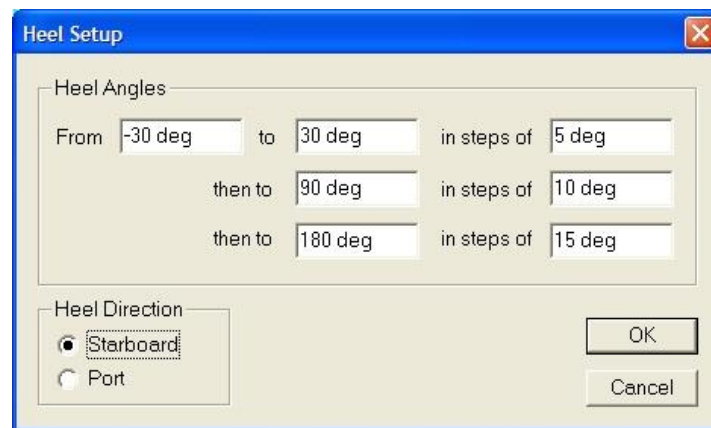 Heel Setup
Heel Angles
From -30 deg to 30 deg in steps of 5 deg
then to 90 deg in steps of 10 deg
then to 180 deg in steps of 15 deg
Heel Direction
Starboard
Port
OK
Cancel